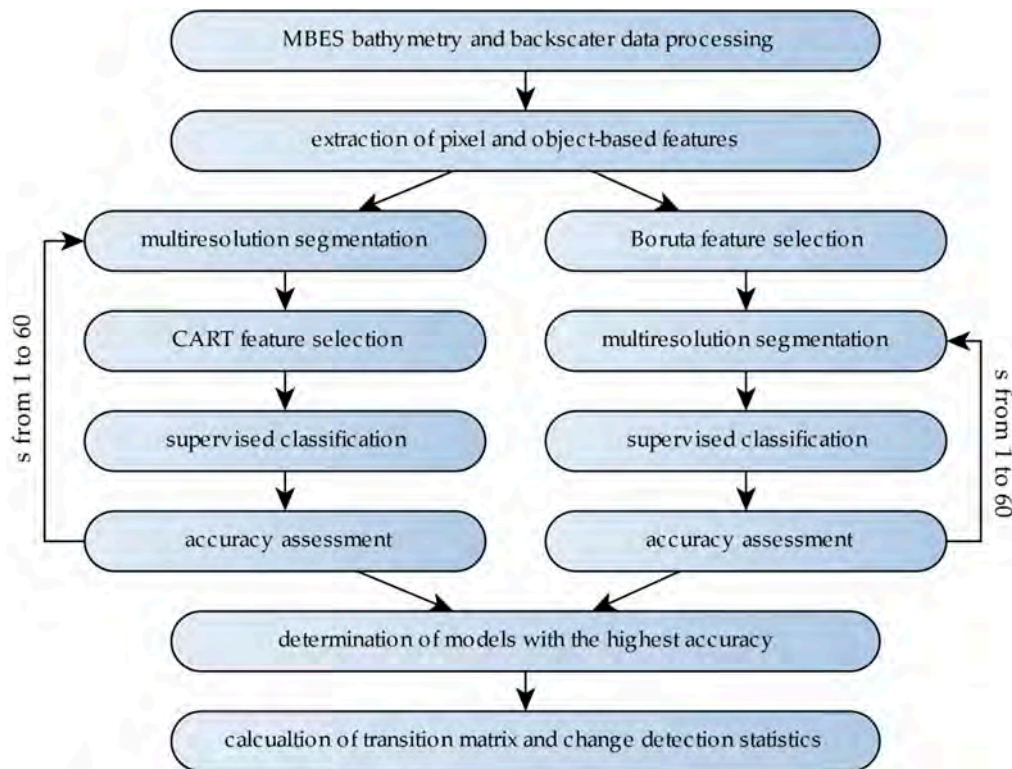 MBES bathymetry and backscater data processing
extraction of pixel and object-based features
multiresolution segmentation
CART feature selection
supervised classification
accuracy assessment
s from 1 to 60
Boruta feature selection
multiresolution segmentation
supervised classification
accuracy assessment
s from 1 to 60
determination of models with the highest accuracy
calcualtion of transition matrix and change detection statistics